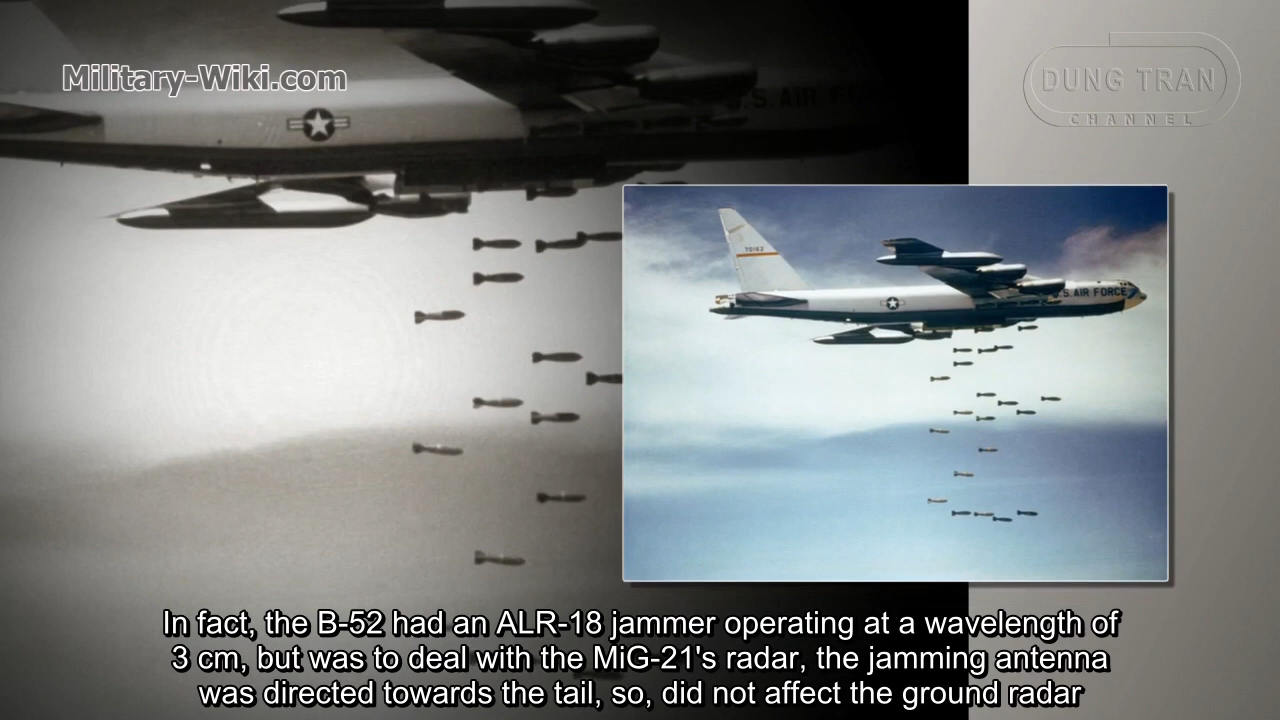 Military-Wiki.com
DUNG TRAN
CHANNEL
U.S. AIR F
70162
U.S. AIR FORCE
In fact, the B-52 had an ALR-18 jammer operating at a wavelength of
3 cm, but was to deal with the MiG-21's radar, the jamming antenna
was directed towards the tail, so, did not affect the ground radar